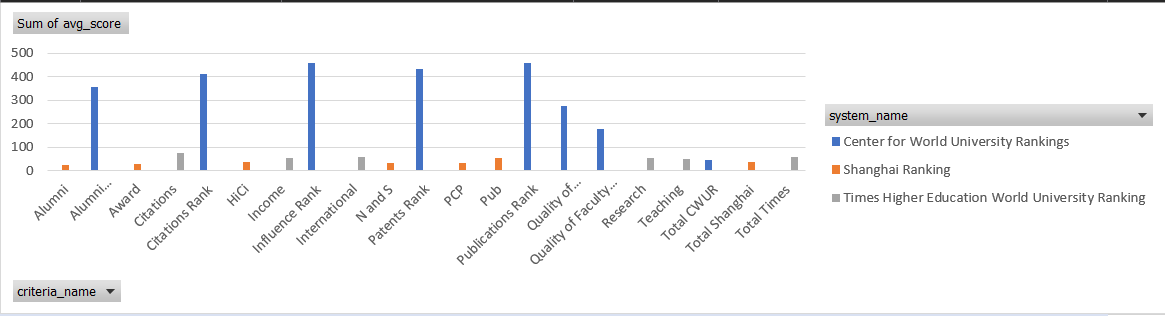 Sum of avg_score
500
400
300
200
100
0
Alumni
Alumni...
Award
Citations
Citations Rank
HiCi
Income
Influence Rank
International
N and S
Patents Rank
PCP
Pub
Publications Rank
Quality of...
Quality of Faculty...
Research
Teaching
Total CWUR
Total Shanghai
Total Times
system_name
Center for World University Rankings
Shanghai Ranking
Times Higher Education World University Ranking
criteria_name